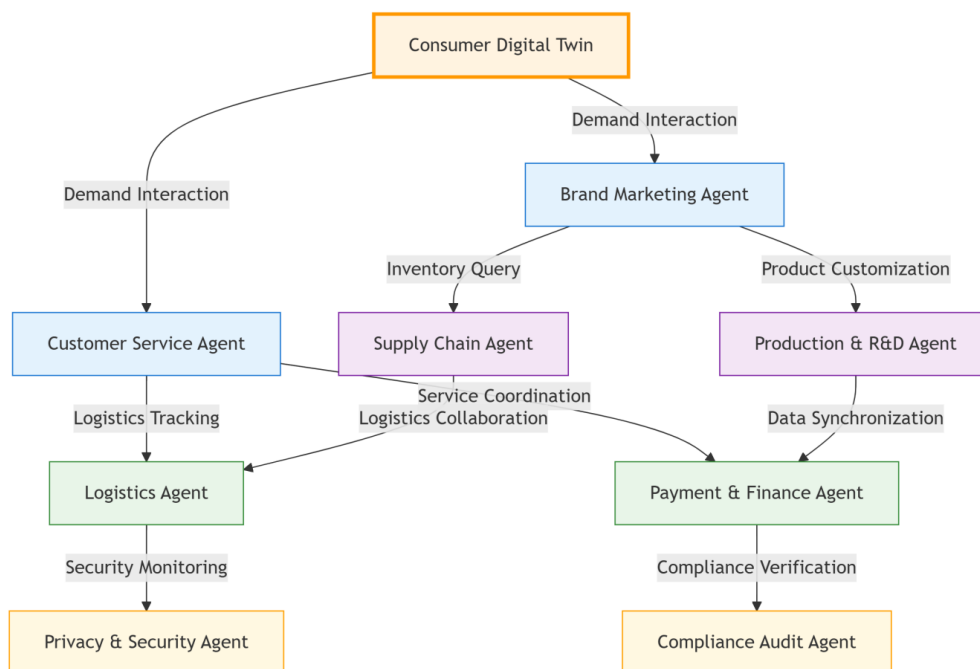 Consumer Digital Twin
Demand Interaction
Brand Marketing Agent
Demand Interaction
Inventory Query
Product Customization
Customer Service Agent
Supply Chain Agent
Production & R&D Agent
Service Coordination
Logistics Tracking
Logistics Collaboration
Data Synchronization
Logistics Agent
Payment & Finance Agent
Security Monitoring
Compliance Verification
Privacy & Security Agent
Compliance Audit Agent